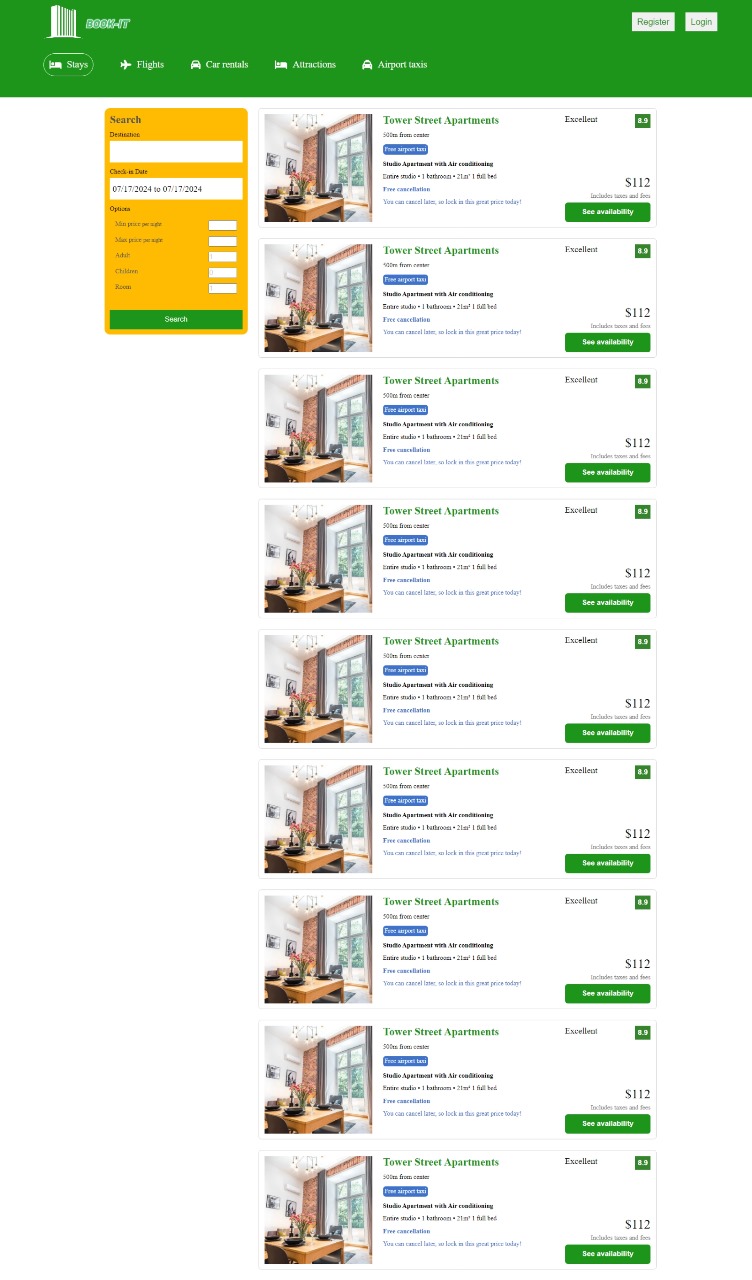 BOOK-IT
Register
Login
Stays
Flights
Car rentals
Attractions
Airport taxis
Search
Destination
Check-in Date
07/17/2024 to 07/17/2024
Options
Min price per night
Max price per night
Adult
1
Children
0
Room
1
Search
Tower Street Apartments
500m from center
Free airport taxi
Studio Apartment with Air conditioning
Entire studio • 1 bathroom • 21m² 1 full bed
Free cancellation
You can cancel later, so lock in this great price today!
Excellent
8.9
$112
Includes taxes and fees
See availability
Tower Street Apartments
500m from center
Free airport taxi
Studio Apartment with Air conditioning
Entire studio • 1 bathroom • 21m² 1 full bed
Free cancellation
You can cancel later, so lock in this great price today!
Excellent
8.9
$112
Includes taxes and fees
See availability
Tower Street Apartments
500m from center
Free airport taxi
Studio Apartment with Air conditioning
Entire studio • 1 bathroom • 21m² 1 full bed
Free cancellation
You can cancel later, so lock in this great price today!
Excellent
8.9
$112
Includes taxes and fees
See availability
Tower Street Apartments
500m from center
Free airport taxi
Studio Apartment with Air conditioning
Entire studio • 1 bathroom • 21m² 1 full bed
Free cancellation
You can cancel later, so lock in this great price today!
Excellent
8.9
$112
Includes taxes and fees
See availability
Tower Street Apartments
500m from center
Free airport taxi
Studio Apartment with Air conditioning
Entire studio • 1 bathroom • 21m² 1 full bed
Free cancellation
You can cancel later, so lock in this great price today!
Excellent
8.9
$112
Includes taxes and fees
See availability
Tower Street Apartments
500m from center
Free airport taxi
Studio Apartment with Air conditioning
Entire studio • 1 bathroom • 21m² 1 full bed
Free cancellation
You can cancel later, so lock in this great price today!
Excellent
8.9
$112
Includes taxes and fees
See availability
Tower Street Apartments
500m from center
Free airport taxi
Studio Apartment with Air conditioning
Entire studio • 1 bathroom • 21m² 1 full bed
Free cancellation
You can cancel later, so lock in this great price today!
Excellent
8.9
$112
Includes taxes and fees
See availability
Tower Street Apartments
500m from center
Free airport taxi
Studio Apartment with Air conditioning
Entire studio • 1 bathroom • 21m² 1 full bed
Free cancellation
You can cancel later, so lock in this great price today!
Excellent
8.9
$112
Includes taxes and fees
See availability
Tower Street Apartments
500m from center
Free airport taxi
Studio Apartment with Air conditioning
Entire studio • 1 bathroom • 21m² 1 full bed
Free cancellation
You can cancel later, so lock in this great price today!
Excellent
8.9
$112
Includes taxes and fees
See availability